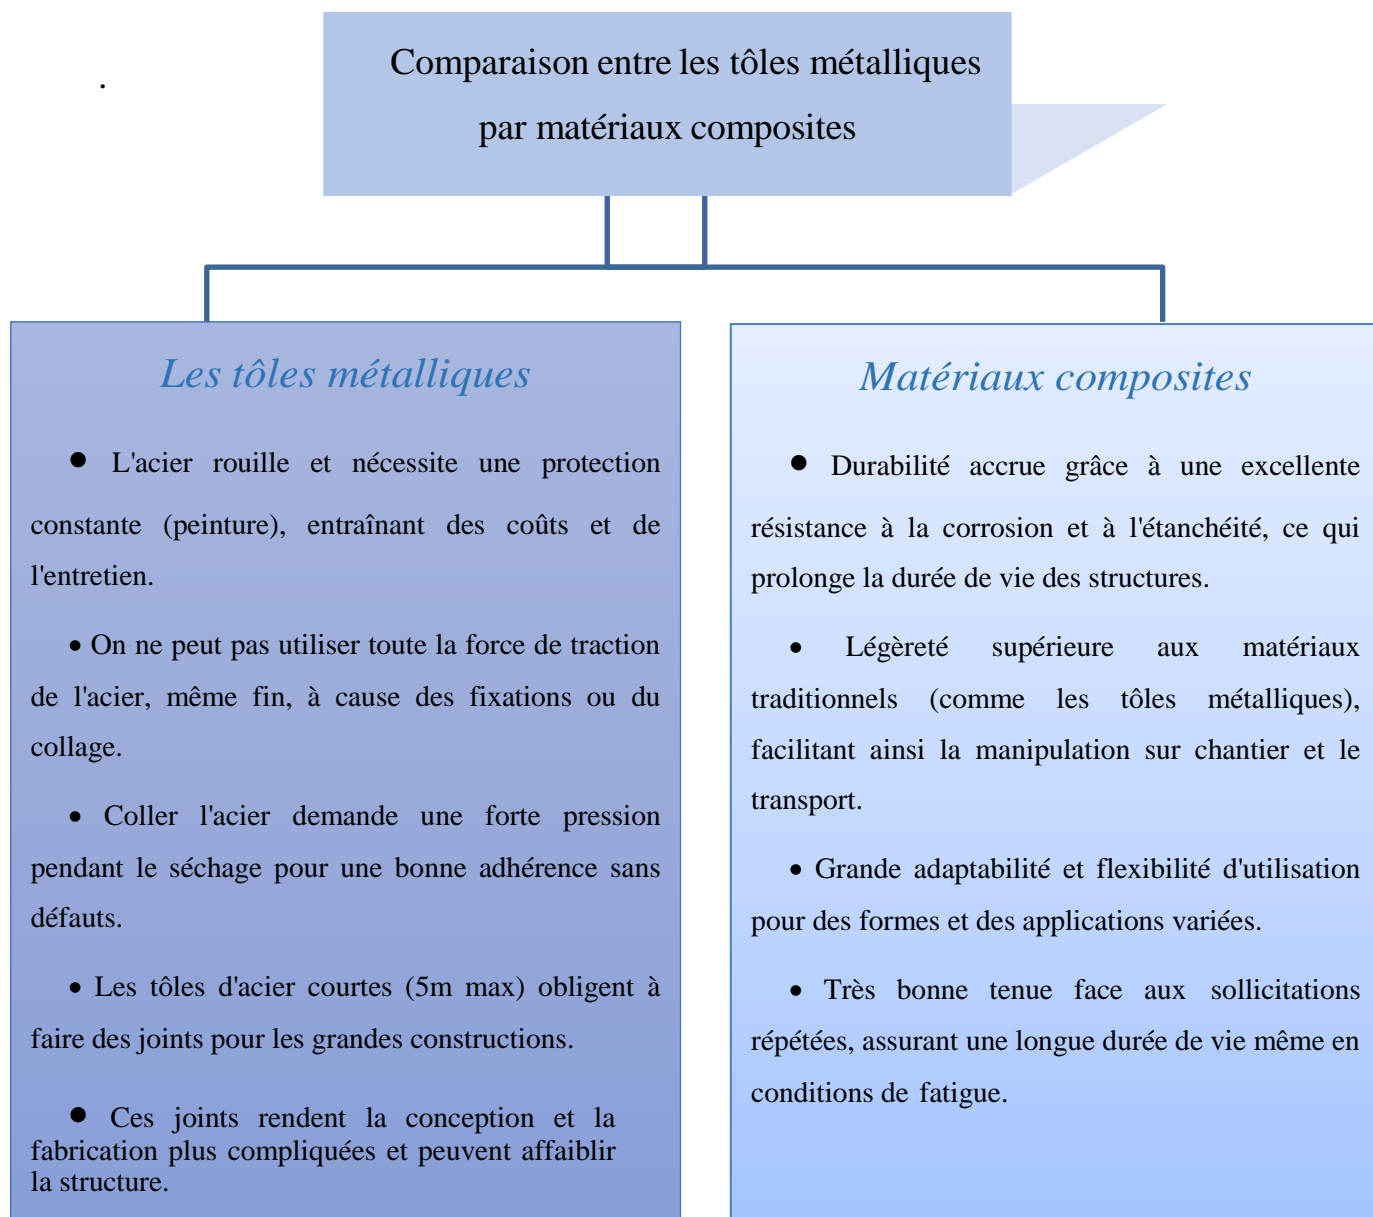 Comparaison entre les tôles métalliques
par matériaux composites
.
Les tôles métalliques
• L'acier rouille et nécessite une protection
constante (peinture), entraînant des coûts et de
l'entretien.
• On ne peut pas utiliser toute la force de traction
de l'acier, même fin, à cause des fixations ou du
collage.
• Coller l'acier demande une forte pression
pendant le séchage pour une bonne adhérence sans
défauts.
• Les tôles d'acier courtes (5m max) obligent à
faire des joints pour les grandes constructions.
• Ces joints rendent la conception et la
fabrication plus compliquées et peuvent affaiblir
la structure.
Matériaux composites
• Durabilité accrue grâce à une excellente
résistance à la corrosion et à l'étanchéité, ce qui
prolonge la durée de vie des structures.
• Légèreté supérieure aux matériaux
traditionnels (comme les tôles métalliques),
facilitant ainsi la manipulation sur chantier et le
transport.
• Grande adaptabilité et flexibilité d'utilisation
pour des formes et des applications variées.
• Très bonne tenue face aux sollicitations
répétées, assurant une longue durée de vie même en
conditions de fatigue.